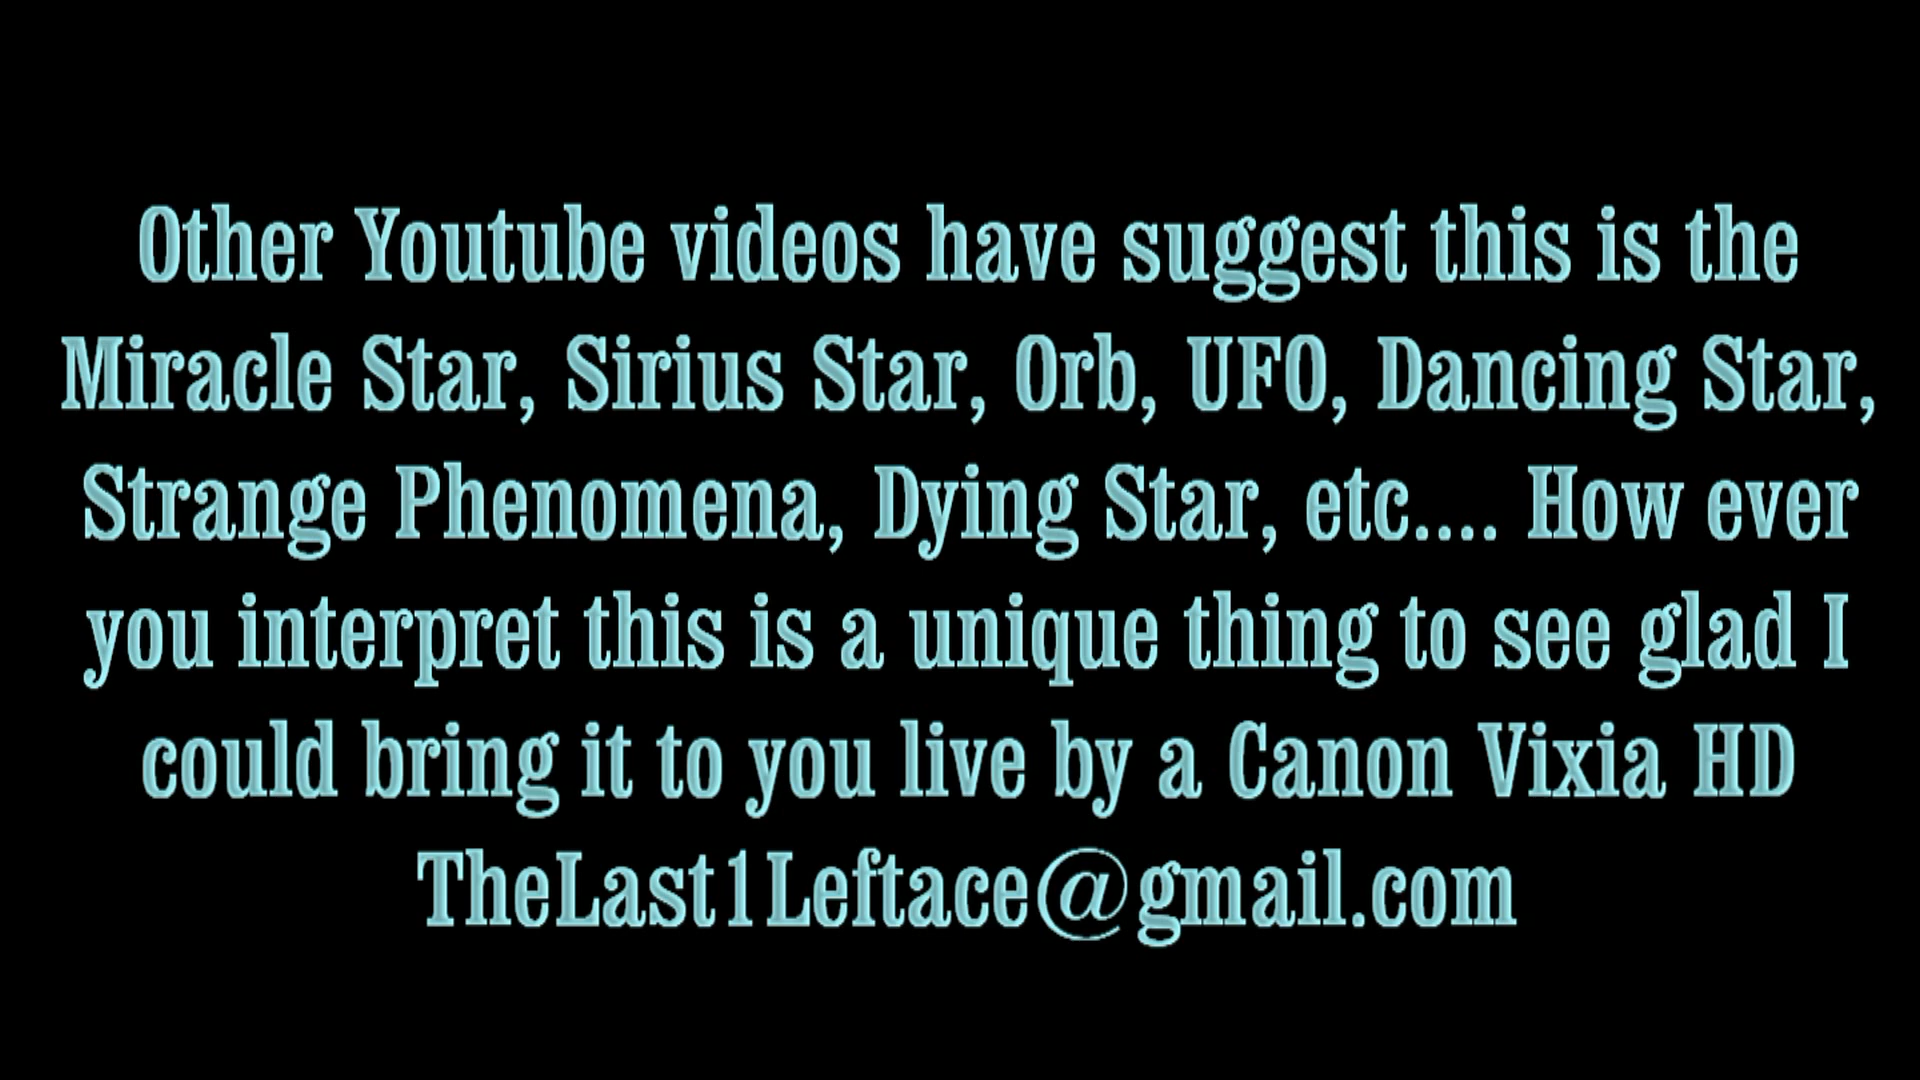 Other Youtube videos have suggest this is the
Miracle Star, Sirius Star, Orb, UFO, Dancing Star,
Strange Phenomena, Dying Star, etc.... How ever
you interpret this is a unique thing to see glad I
could bring it to you live by a Canon Vixia HD
TheLast1Leftace@gmail.com